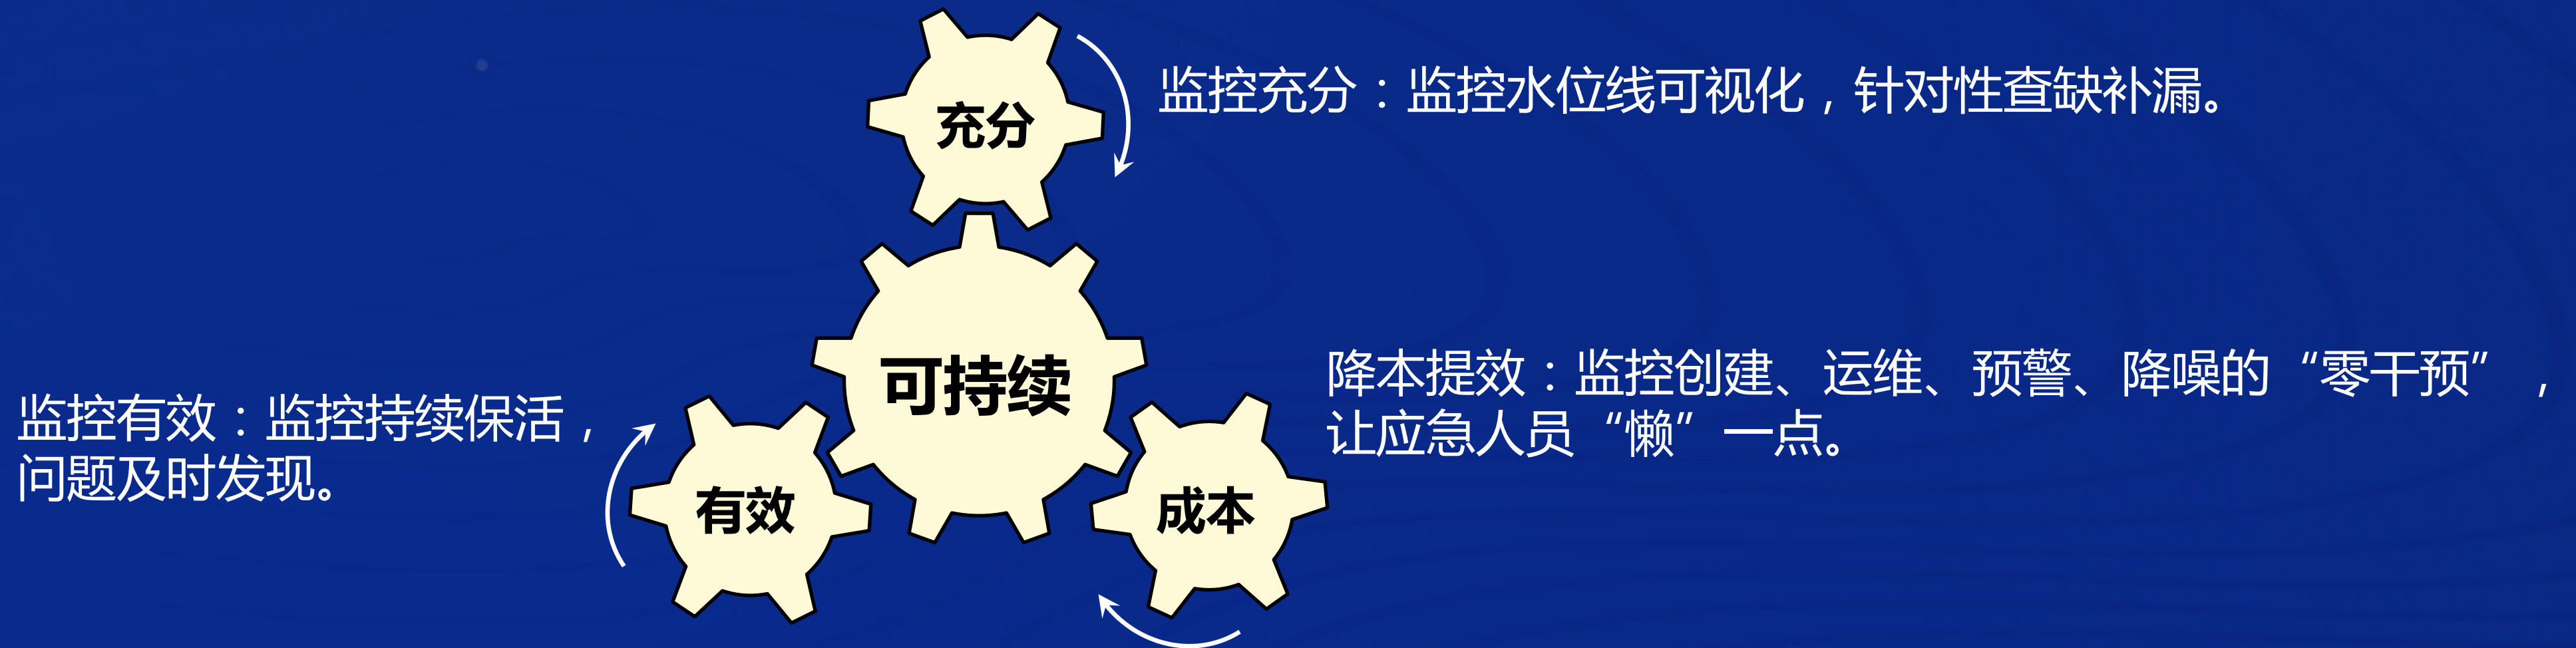 充分
监控充分：监控水位线可视化，针对性查缺补漏。
可持续
降本提效：监控创建、运维、预警、降噪的“零干预”，
让应急人员“懒”一点。
监控有效：监控持续保活，
问题及时发现。
有效
成本